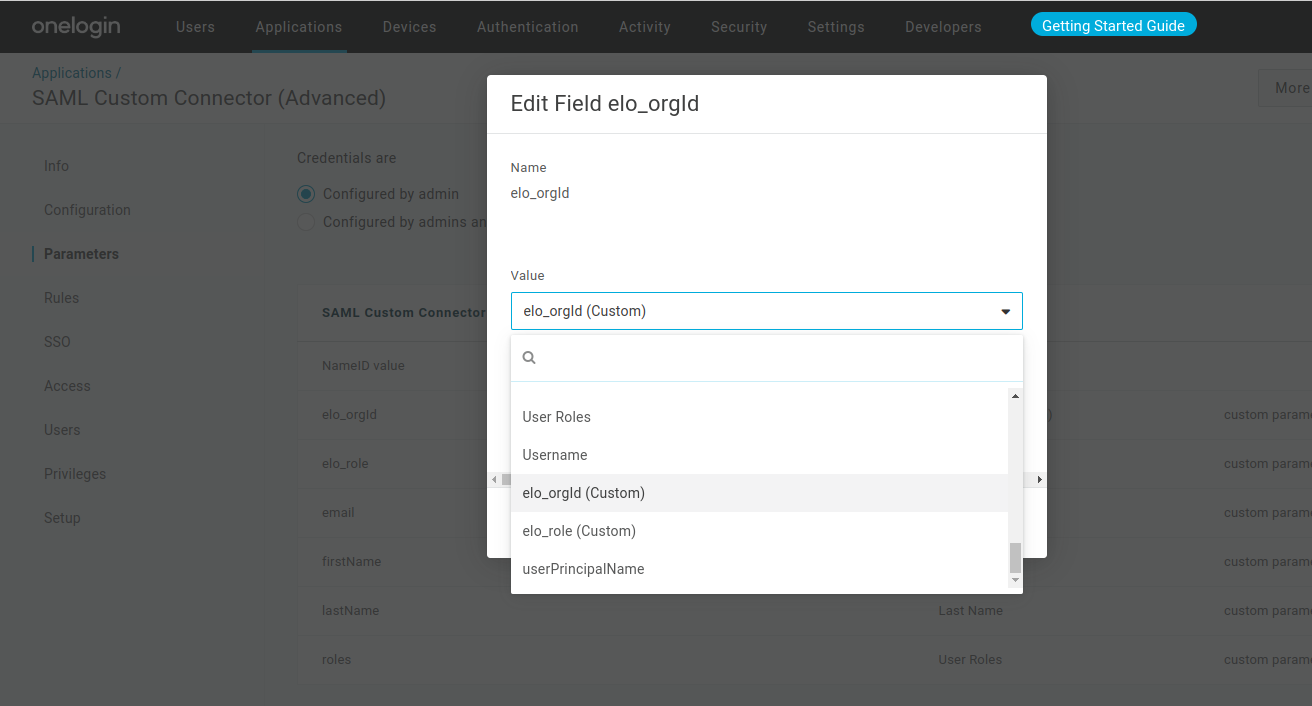 onelogin
Users Applications Devices Authentication Activity Security Settings Developers Getting Started Guide
Applications /
SAML Custom Connector (Advanced)
More
Info
Configuration
Parameters
Rules
SSO
Access
Users
Privileges
Setup
Credentials are
Configured by admin
Configured by admins an
SAML Custom Connector
NameID value
elo_orgId ) custom parame
elo_role custom parame
email custom parame
firstName custom parame
lastName Last Name custom parame
roles User Roles custom parame
Edit Field elo_orgId
Name
elo_orgId
Value
elo_orgId (Custom)
User Roles
Username
elo_orgId (Custom)
elo_role (Custom)
userPrincipalName